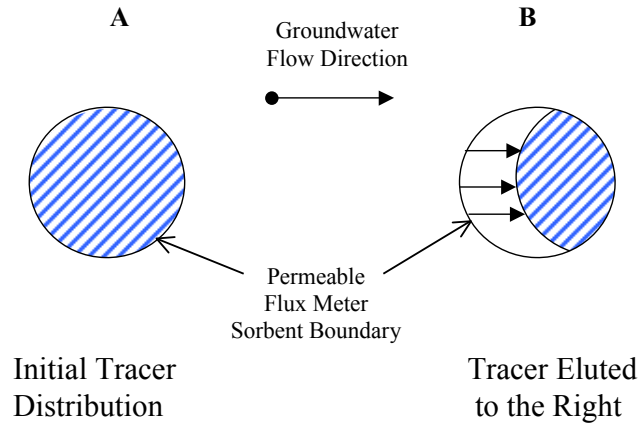 A
B
Groundwater
Flow Direction
Permeable
Flux Meter
Sorbent Boundary
Initial Tracer
Distribution
Tracer Eluted
to the Right